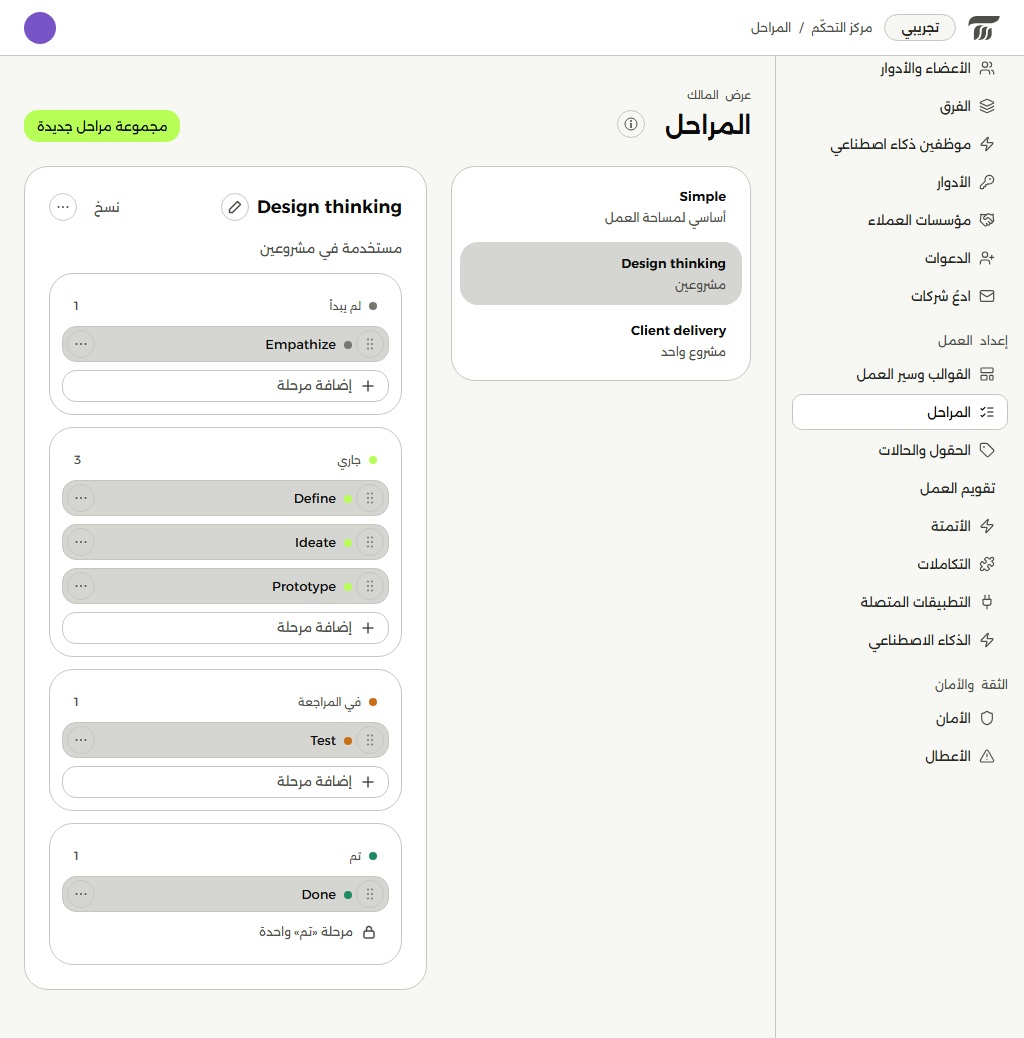 تجريبي
مركز التحكّم / المراحل
الأعضاء والأدوار
الفرق
موظفين ذكاء اصطناعي
الأدوار
مؤسسات العملاء
الدعوات
ادعُ شركات
إعداد العمل
القوالب وسير العمل
المراحل
الحقول والحالات
تقويم العمل
الأتمتة
التكاملات
التطبيقات المتصلة
الذكاء الاصطناعي
الثقة والأمان
الأمان
الأعطال
عرض المالك
المراحل
مجموعة مراحل جديدة
Simple
أساسي لمساحة العمل
Design thinking
مشروعين
Client delivery
مشروع واحد
Design thinking
نسخ
مستخدمة في مشروعين
لم يبدأ 1
Empathize
إضافة مرحلة
جاري 3
Define
Ideate
Prototype
إضافة مرحلة
في المراجعة 1
Test
إضافة مرحلة
تم 1
Done
مرحلة «تم» واحدة